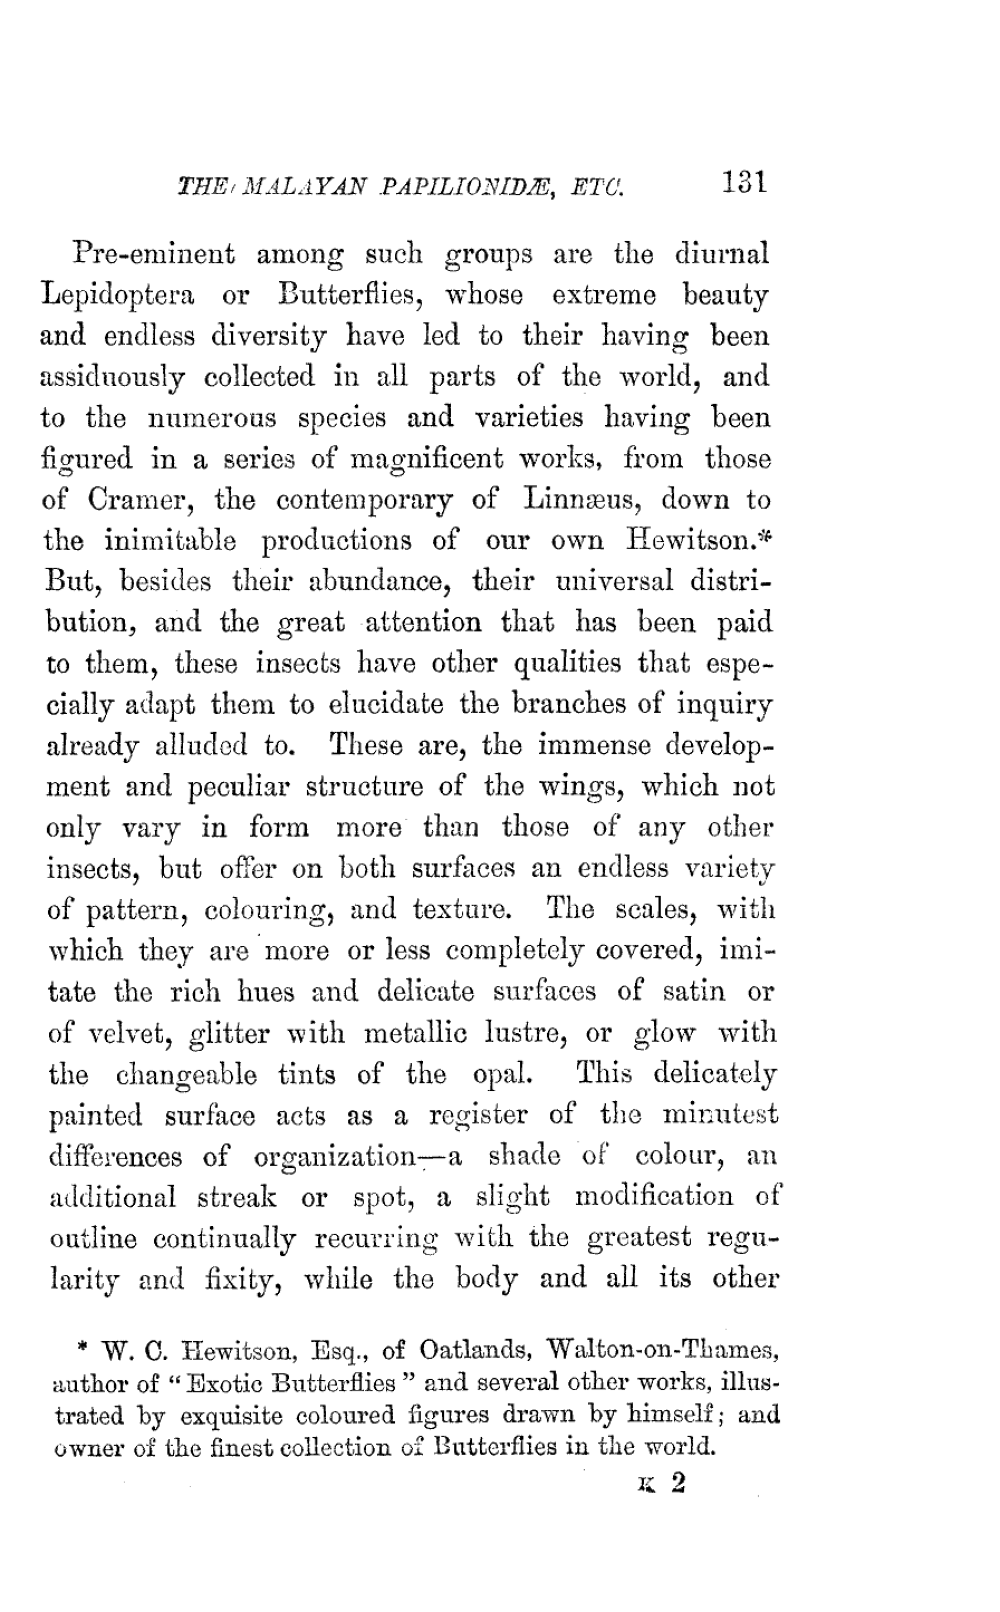 THE MALAYAN PAPILIONIDÆ, ETC. 131
Pre-eminent among such groups are the diurnal
Lepidoptera or Butterflies, whose extreme beauty
and endless diversity have led to their having been
assiduously collected in all parts of the world, and
to the numerous species and varieties having been
figured in a series of magnificent works, from those
of Cramer, the contemporary of Linnæus, down to
the inimitable productions of our own Hewitson.*
But, besides their abundance, their universal distri-
bution, and the great attention that has been paid
to them, these insects have other qualities that espe-
cially adapt them to elucidate the branches of inquiry
already alluded to. These are, the immense develop-
ment and peculiar structure of the wings, which not
only vary in form more than those of any other
insects, but offer on both surfaces an endless variety
of pattern, colouring, and texture. The scales, with
which they are more or less completely covered, imi-
tate the rich hues and delicate surfaces of satin or
of velvet, glitter with metallic lustre, or glow with
the changeable tints of the opal. This delicately
painted surface acts as a register of the minutest
differences of organization—a shade of colour, an
additional streak or spot, a slight modification of
outline continually recurring with the greatest regu-
larity and fixity, while the body and all its other
* W. C. Hewitson, Esq., of Oatlands, Walton-on-Thames,
author of "Exotic Butterflies" and several other works, illus-
trated by exquisite coloured figures drawn by himself; and
owner of the finest collection of Butterflies in the world.
K 2